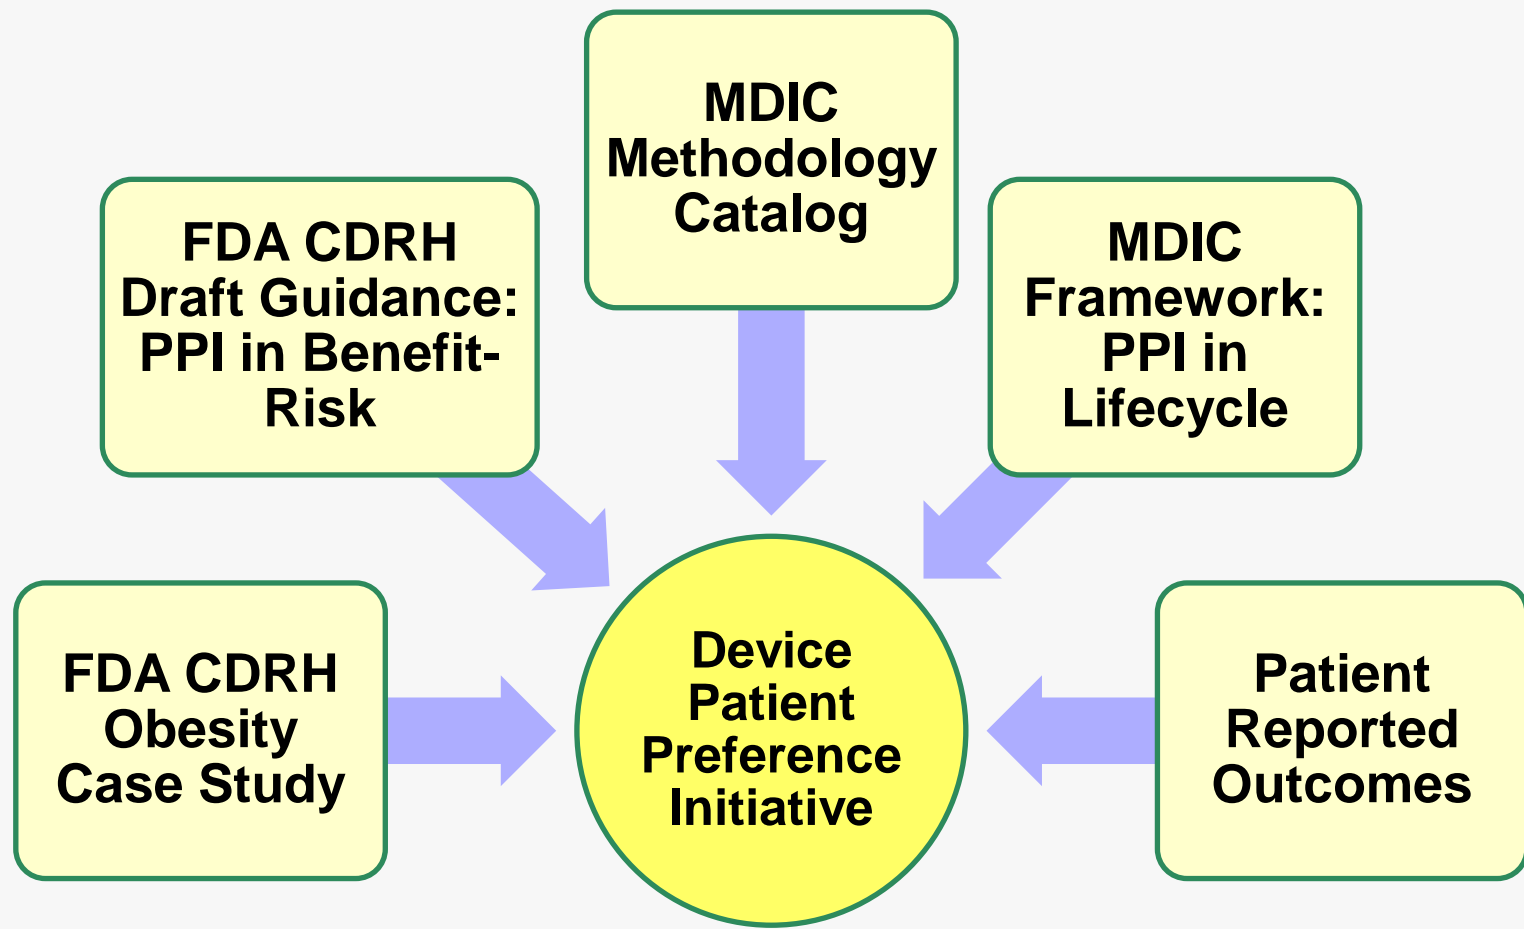 MDIC
Methodology
Catalog
FDA CDRH
Draft Guidance:
PPI in Benefit-
Risk
MDIC
Framework:
PPI in
Lifecycle
FDA CDRH
Obesity
Case Study
Device
Patient
Preference
Initiative
Patient
Reported
Outcomes